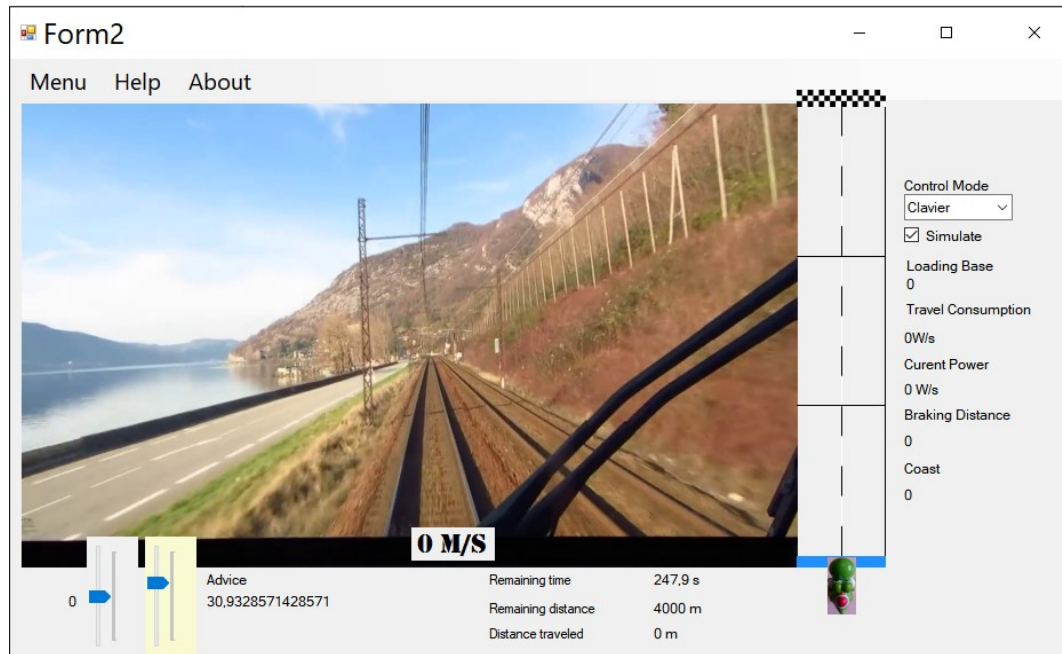 Form2
Menu Help About
Control Mode
Clavier
Simulate
Loading Base
0
Travel Consumption
0W/s
Curent Power
0 W/s
Braking Distance
0
Coast
0
0 M/S
0
Advice
30,9328571428571
Remaining time 247,9 s
Remaining distance 4000 m
Distance traveled 0 m